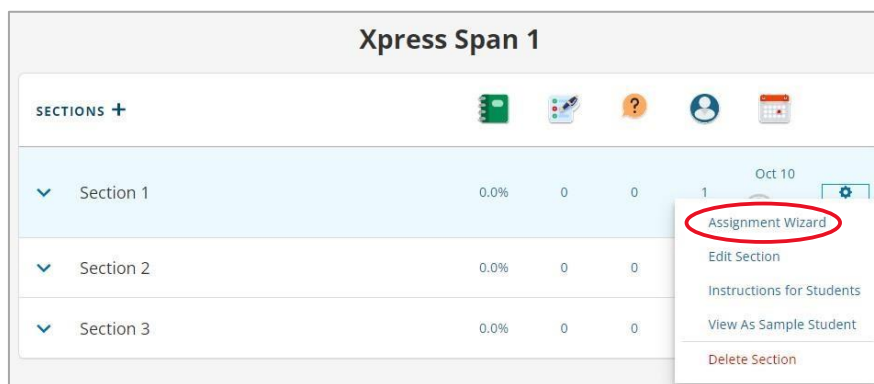 Xpress Span 1
SECTIONS +
?
Section 1 0.0% 0 0 1 Oct 10
Assignment Wizard
Section 2 0.0% 0 0
Edit Section
Instructions for Students
Section 3 0.0% 0 0
View As Sample Student
Delete Section